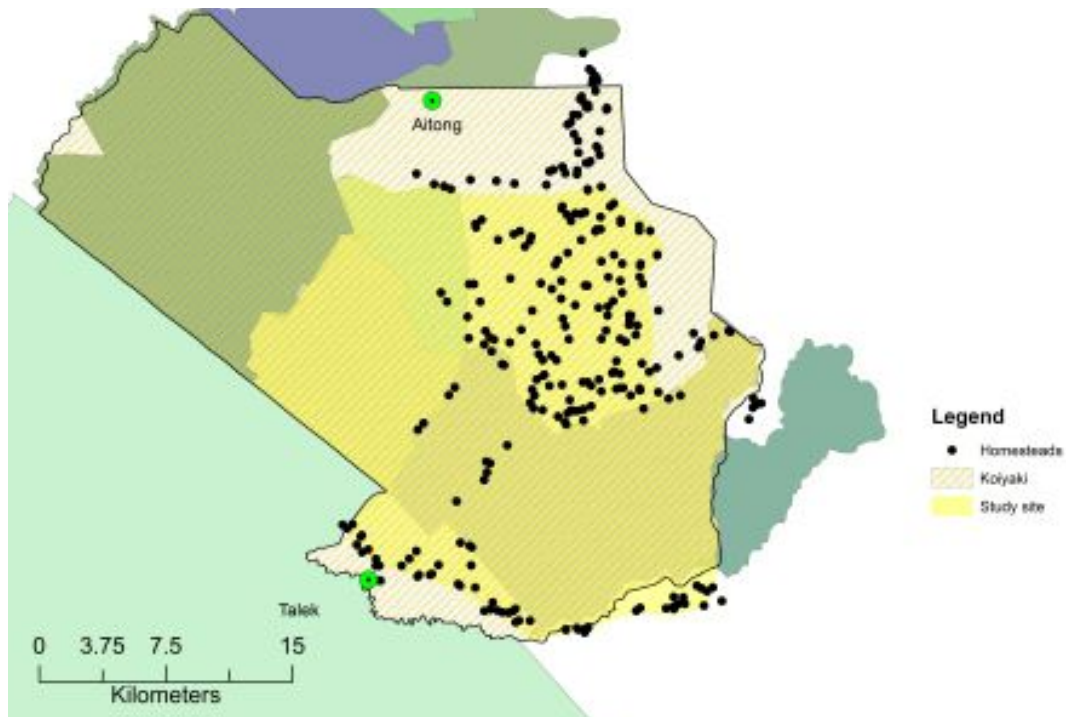 Aitong
Legend
Homesteads
Koiyaki
Study site
Talek
0 3.75 7.5 15
Kilometers